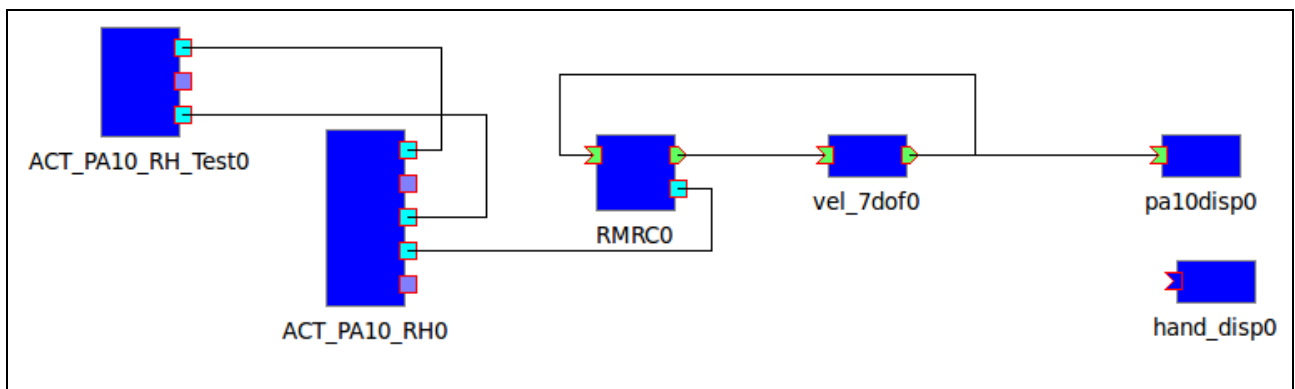 ACT_PA10_RH_Test0
ACT_PA10_RH0
RMRC0
vel_7dof0
pa10disp0
hand_disp0